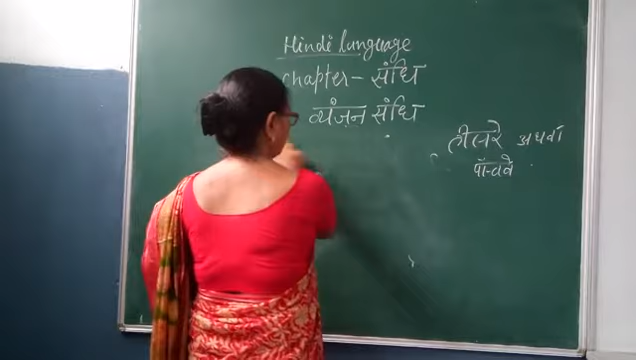 Hindi language
chapter - संधि
व्यंजन संधि
तीसरे अथवा
पाँचवे